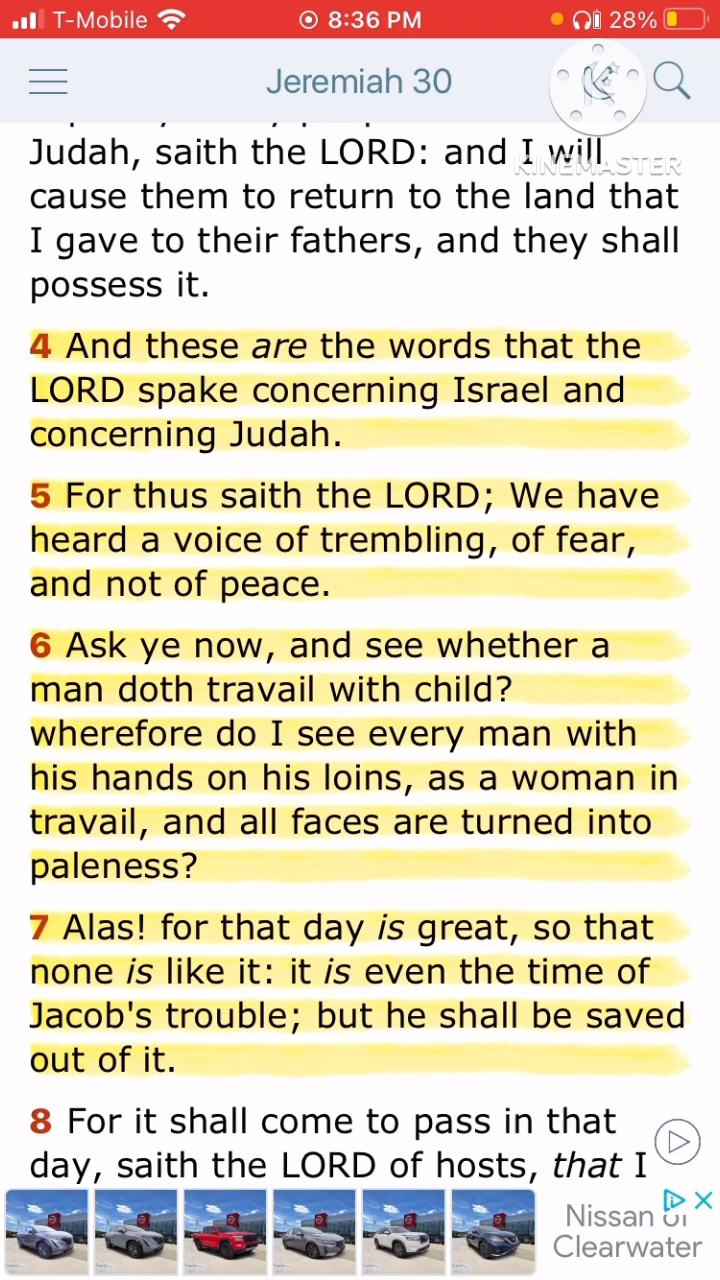 T-Mobile 8:36 PM 28%
Jeremiah 30
KINEMASTER
Judah, saith the LORD: and I will
cause them to return to the land that
I gave to their fathers, and they shall
possess it.
4 And these are the words that the
LORD spake concerning Israel and
concerning Judah.
5 For thus saith the LORD; We have
heard a voice of trembling, of fear,
and not of peace.
6 Ask ye now, and see whether a
man doth travail with child?
wherefore do I see every man with
his hands on his loins, as a woman in
travail, and all faces are turned into
paleness?
7 Alas! for that day is great, so that
none is like it: it is even the time of
Jacob's trouble; but he shall be saved
out of it.
8 For it shall come to pass in that
day, saith the LORD of hosts, that I
Nissan of
Clearwater